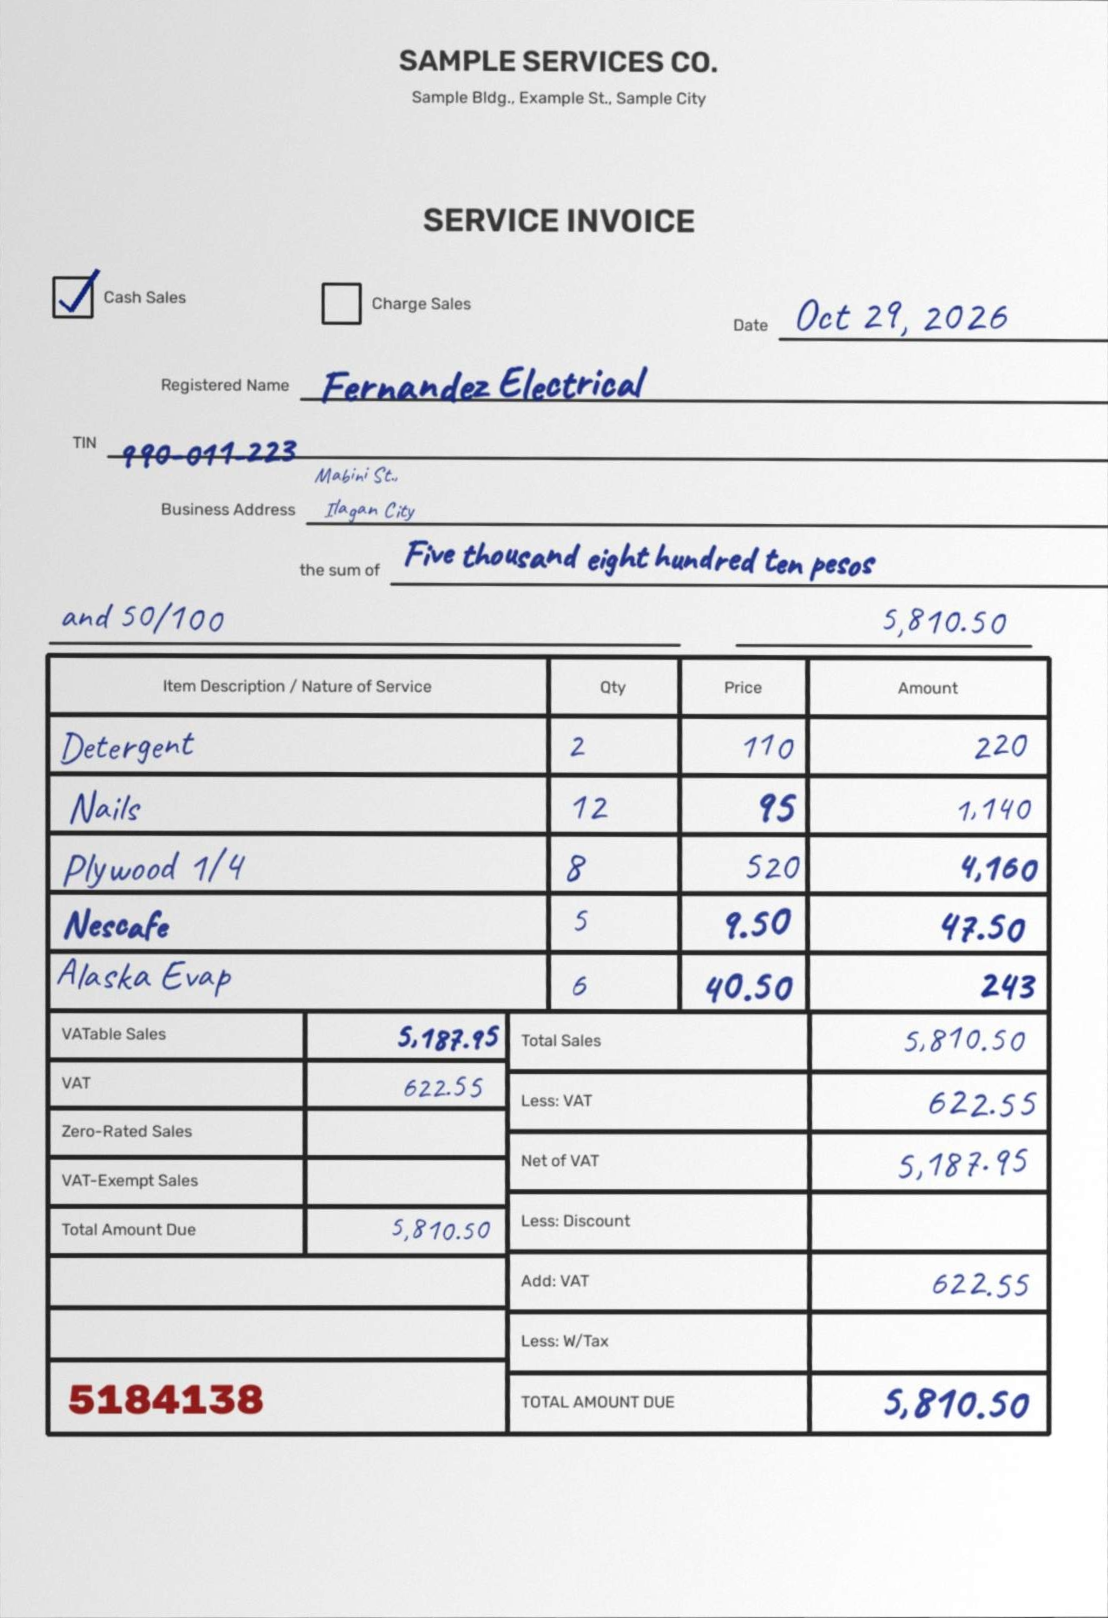 SAMPLE SERVICES CO.
Sample Bldg., Example St., Sample City
SERVICE INVOICE
Cash Sales Charge Sales Date Oct 29, 2026
Registered Name Fernandez Electrical
TIN 990-011-223
Business Address Mabini St., Ilagan City
the sum of Five thousand eight hundred ten pesos
and 50/100 5,810.50
Item Description / Nature of Service Qty Price Amount
Detergent 2 110 220
Nails 12 95 1,140
Plywood 1/4 8 520 4,160
Nescafe 5 9.50 47.50
Alaska Evap 6 40.50 243
VATable Sales 5,187.95 Total Sales 5,810.50
VAT 622.55 Less: VAT 622.55
Zero-Rated Sales Net of VAT 5,187.95
VAT-Exempt Sales Less: Discount
Total Amount Due 5,810.50 Add: VAT 622.55
Less: W/Tax
5184138 TOTAL AMOUNT DUE 5,810.50